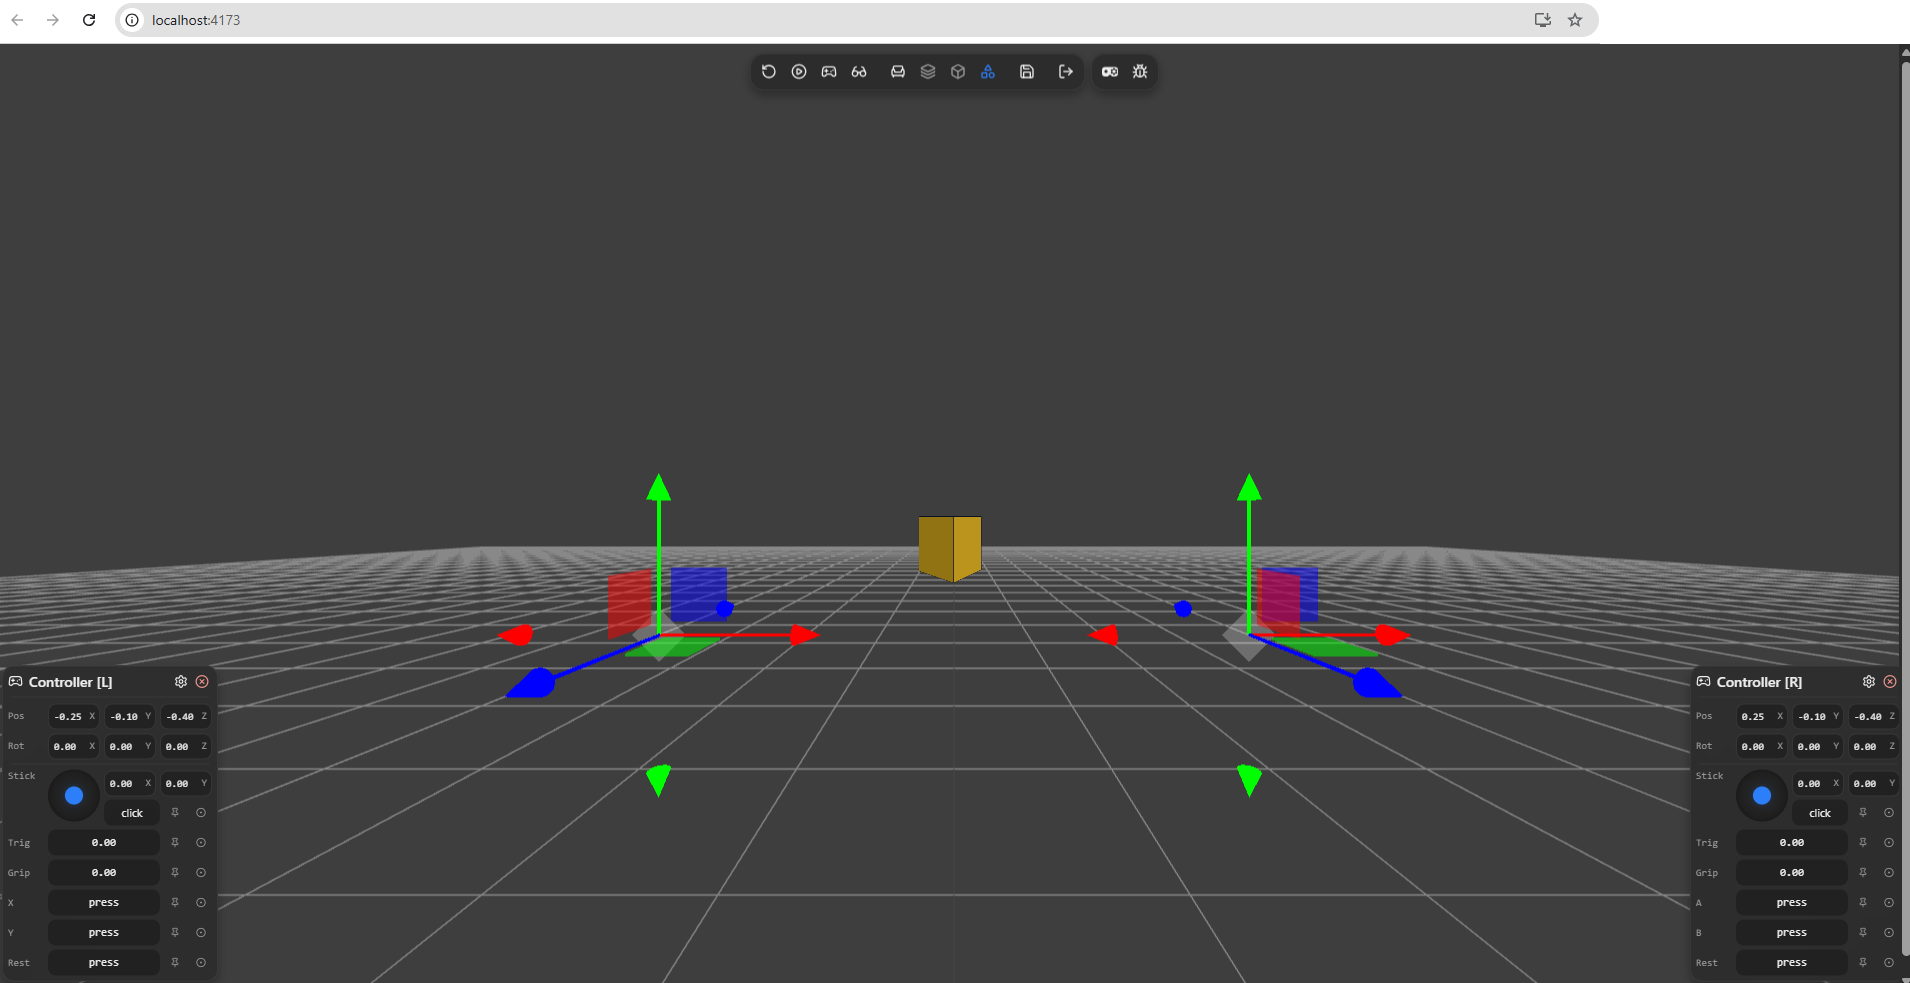 localhost:4173
Controller [L]
Pos -0.25 X -0.10 Y -0.40 Z
Rot 0.00 X 0.00 Y 0.00 Z
Stick 0.00 X 0.00 Y
click
Trig 0.00
Grip 0.00
X press
Y press
Rest press
Controller [R]
Pos 0.25 X -0.10 Y -0.40 Z
Rot 0.00 X 0.00 Y 0.00 Z
Stick 0.00 X 0.00 Y
click
Trig 0.00
Grip 0.00
A press
B press
Rest press